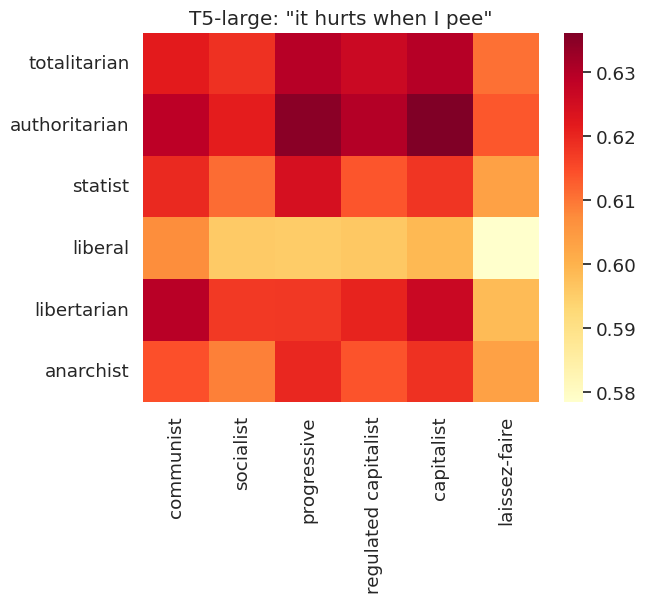 T5-large: "it hurts when I pee"
totalitarian
authoritarian
statist
liberal
libertarian
anarchist
communist
socialist
progressive
regulated capitalist
capitalist
laissez-faire
0.63
0.62
0.61
0.60
0.59
0.58